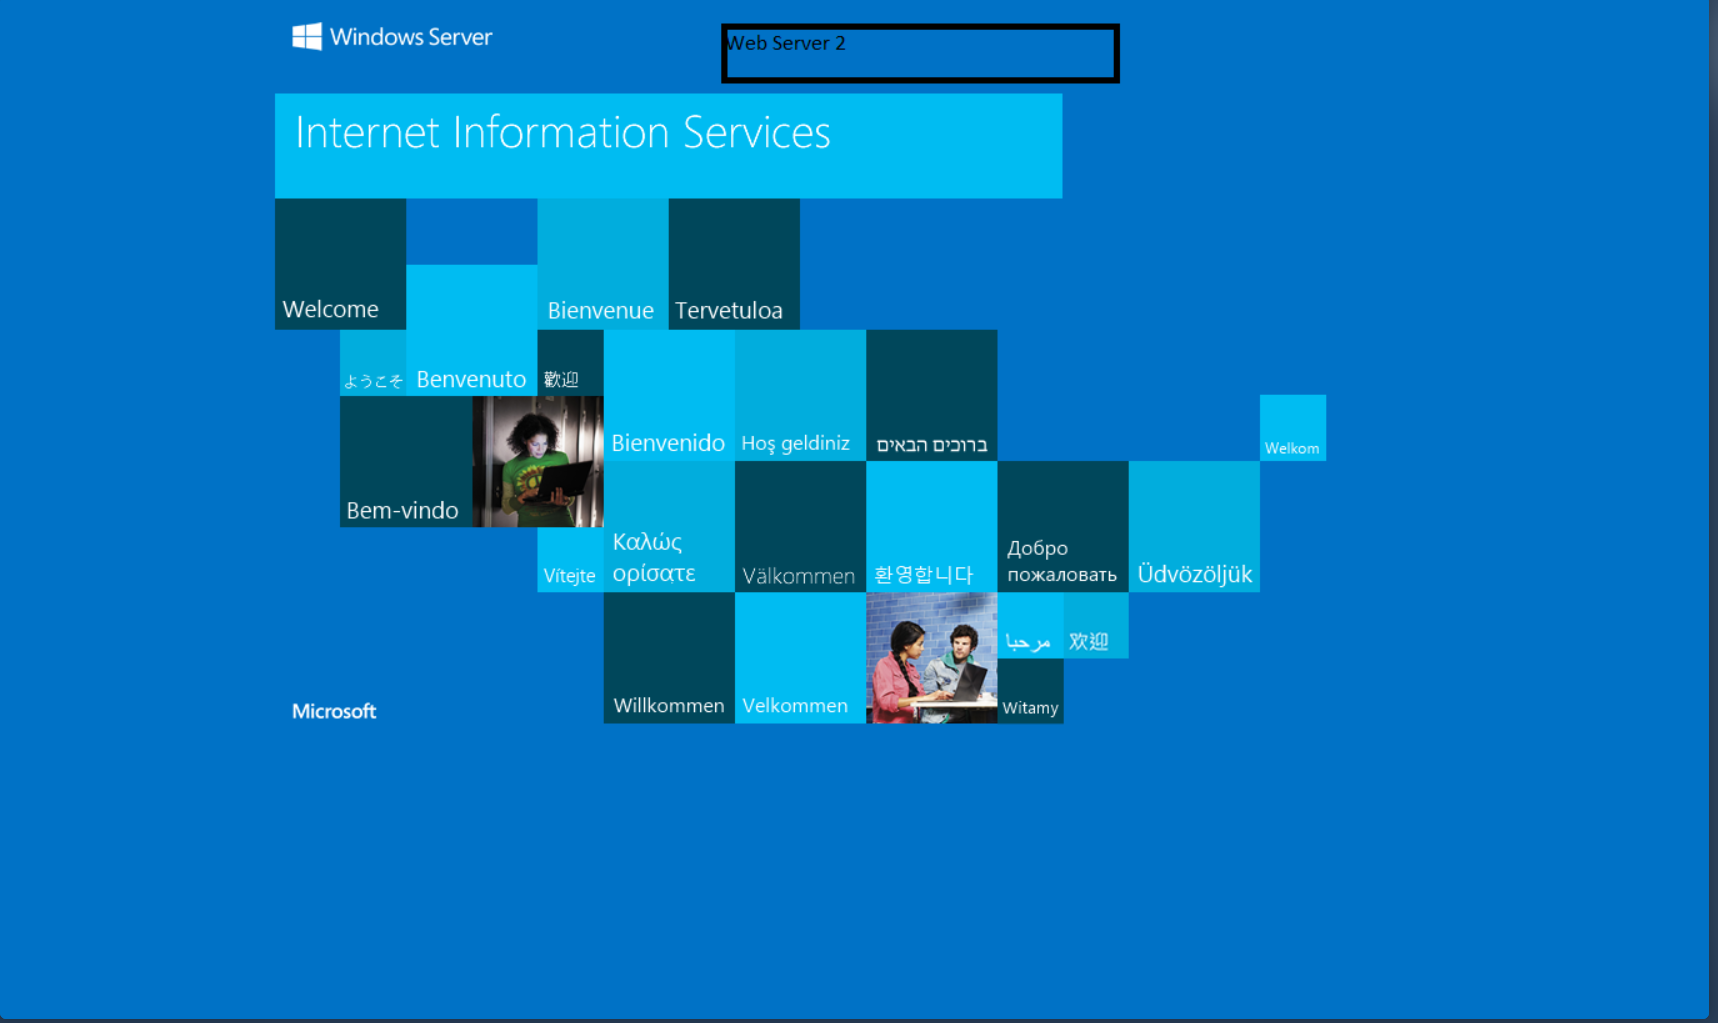 Windows Server
Web Server 2
Internet Information Services
Welcome
Bienvenue
Tervetuloa
ようこそ
Benvenuto
歡迎
Bienvenido
Hoş geldiniz
ברוכים הבאים
Welkom
Bem-vindo
Vítejte
Καλώς
ορίσατε
Välkommen
환영합니다
Добро
пожаловать
Üdvözöljük
Microsoft
Willkommen
Velkommen
مرحبا
欢迎
Witamy